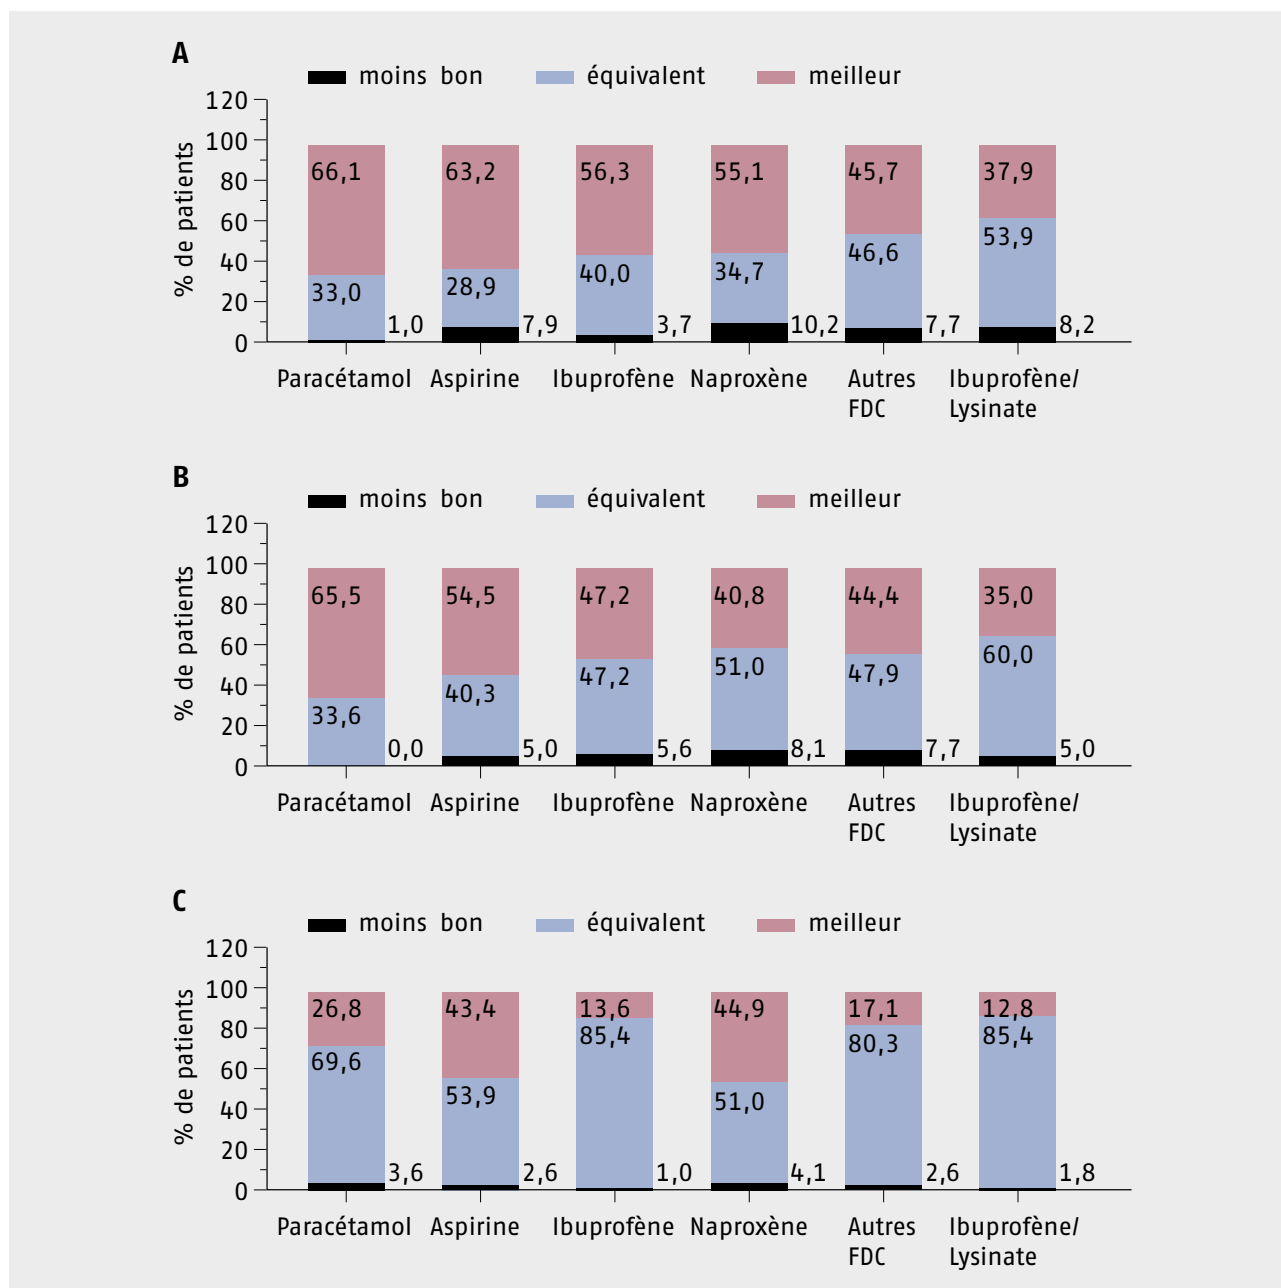 A
moins bon équivalent meilleur
120
100
80
60
40
20
0
% de patients
66,1 63,2 56,3 55,1 45,7 37,9
33,0 28,9 40,0 34,7 46,6 53,9
1,0 7,9 3,7 10,2 7,7 8,2
Paracétamol Aspirine Ibuprofène Naproxène Autres FDC Ibuprofène/ Lysinate
B
moins bon équivalent meilleur
120
100
80
60
40
20
0
% de patients
65,5 54,5 47,2 40,8 44,4 35,0
33,6 40,3 47,2 51,0 47,9 60,0
0,0 5,0 5,6 8,1 7,7 5,0
Paracétamol Aspirine Ibuprofène Naproxène Autres FDC Ibuprofène/ Lysinate
C
moins bon équivalent meilleur
120
100
80
60
40
20
0
% de patients
26,8 43,4 13,6 44,9 17,1 12,8
69,6 53,9 85,4 51,0 80,3 85,4
3,6 2,6 1,0 4,1 2,6 1,8
Paracétamol Aspirine Ibuprofène Naproxène Autres FDC Ibuprofène/ Lysinate